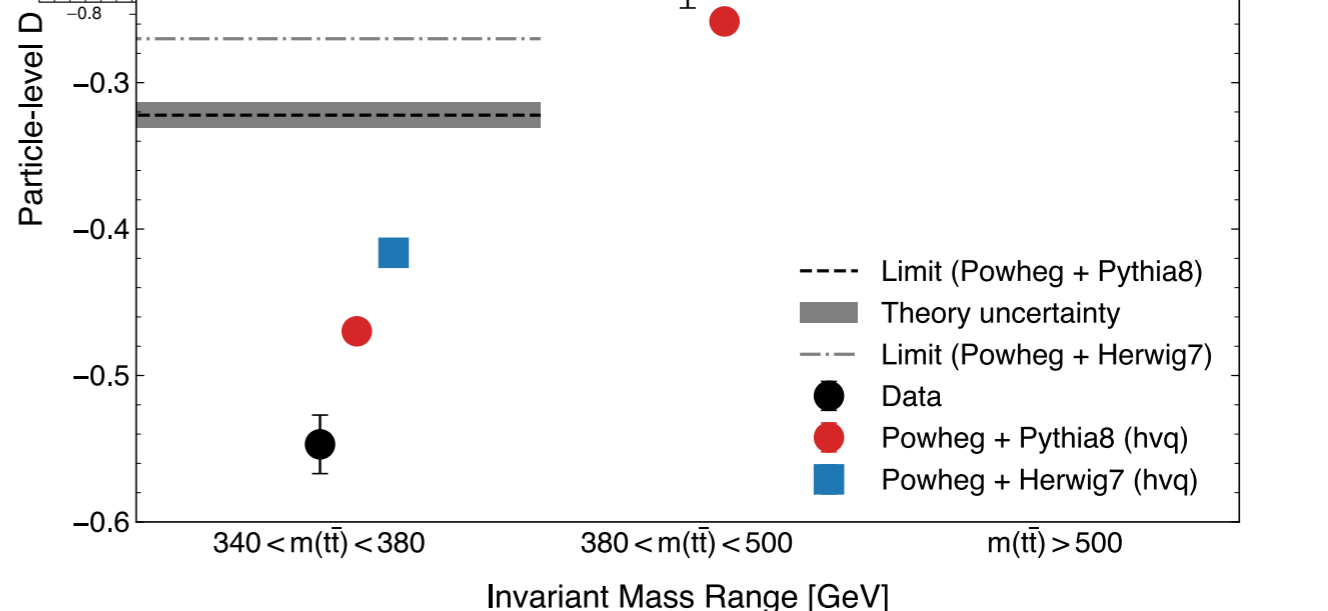 −0.8
Particle-level D
−0.3
−0.4
−0.5
−0.6
Limit (Powheg + Pythia8)
Theory uncertainty
Limit (Powheg + Herwig7)
Data
Powheg + Pythia8 (hvq)
Powheg + Herwig7 (hvq)
340 < m(tt̄) < 380
380 < m(tt̄) < 500
m(tt̄) > 500
Invariant Mass Range [GeV]